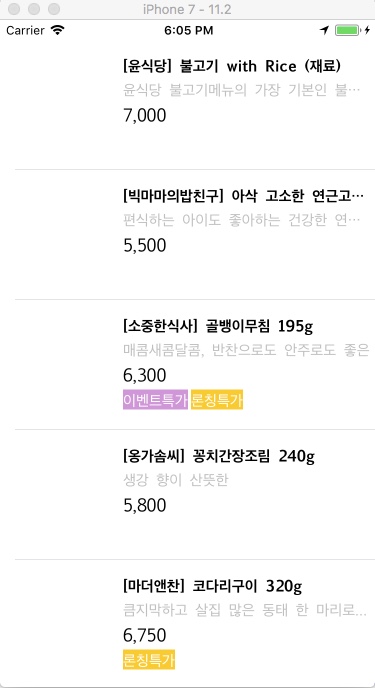 iPhone 7 - 11.2
Carrier 6:05 PM
[윤식당] 불고기 with Rice (재료)
윤식당 불고기메뉴의 가장 기본인 불…
7,000
[빅마마의밥친구] 아삭 고소한 연근고…
편식하는 아이도 좋아하는 건강한 연…
5,500
[소중한식사] 골뱅이무침 195g
매콤새콤달콤, 반찬으로도 안주로도 좋은
6,300
이벤트특가 론칭특가
[옹가솜씨] 꽁치간장조림 240g
생강 향이 산뜻한
5,800
[마더앤찬] 코다리구이 320g
큼지막하고 살집 많은 동태 한 마리로…
6,750
론칭특가